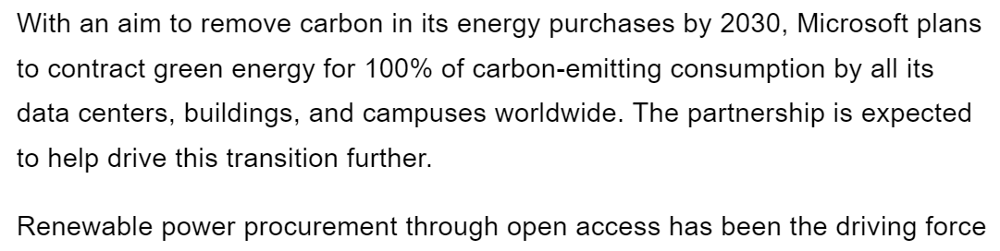 With an aim to remove carbon in its energy purchases by 2030, Microsoft plans
to contract green energy for 100% of carbon-emitting consumption by all its
data centers, buildings, and campuses worldwide. The partnership is expected
to help drive this transition further.
Renewable power procurement through open access has been the driving force